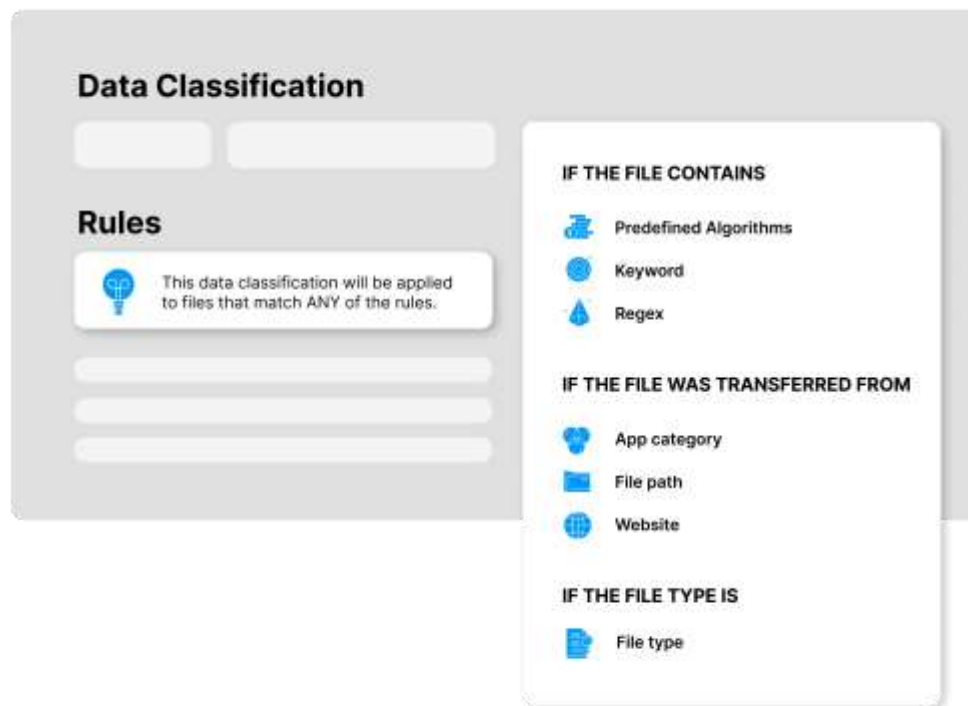 Data Classification
Rules
This data classification will be applied
to files that match ANY of the rules.
IF THE FILE CONTAINS
Predefined Algorithms
Keyword
Regex
IF THE FILE WAS TRANSFERRED FROM
App category
File path
Website
IF THE FILE TYPE IS
File type